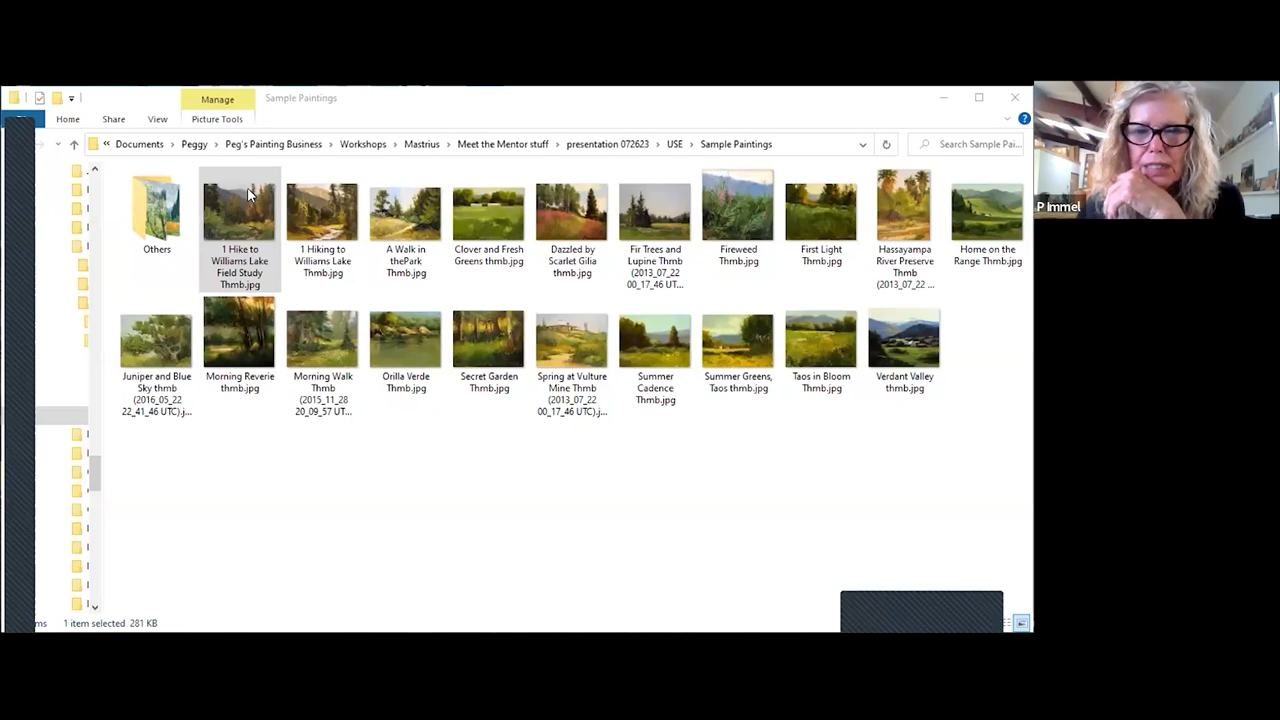 Manage
Sample Paintings
Home
Share
View
Picture Tools
« Documents > Peggy > Peg's Painting Business > Workshops > Mastrius > Meet the Mentor stuff > presentation 072623 > USE > Sample Paintings
Search Sample Pai...
P Immel
Others
1 Hike to
Williams Lake
Field Study
Thmb.jpg
1 Hiking to
Williams Lake
Thmb.jpg
A Walk in
thePark
Thmb.jpg
Clover and Fresh
Greens thmb.jpg
Dazzled by
Scarlet Gilia
thmb.jpg
Fir Trees and
Lupine Thmb
(2013_07_22
00_17_46 UT...
Fireweed
Thmb.jpg
First Light
Thmb.jpg
Hassayampa
River Preserve
Thmb
(2013_07_22 ...
Home on the
Range Thmb.jpg
Juniper and Blue
Sky thmb
(2016_05_22
22_41_46 UTC).j...
Morning Reverie
thmb.jpg
Morning Walk
Thmb
(2015_11_28
20_09_57 UT...
Orilla Verde
Thmb.jpg
Secret Garden
Thmb.jpg
Spring at Vulture
Mine Thmb
(2013_07_22
00_17_46 UTC).j...
Summer
Cadence
Thmb.jpg
Summer Greens,
Taos thmb.jpg
Taos in Bloom
Thmb.jpg
Verdant Valley
thmb.jpg
ms
1 item selected 281 KB